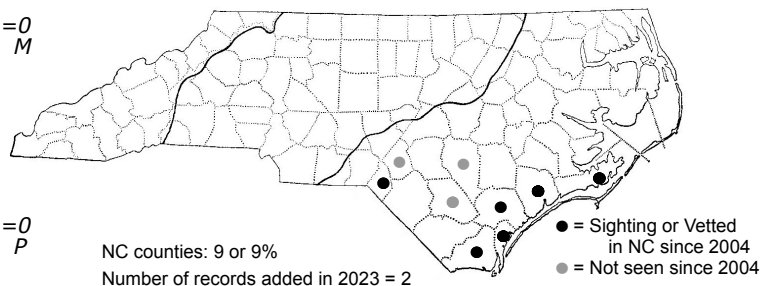 =0
M
=0
P
NC counties: 9 or 9%
Number of records added in 2023 = 2
= Sighting or Vetted
in NC since 2004
= Not seen since 2004